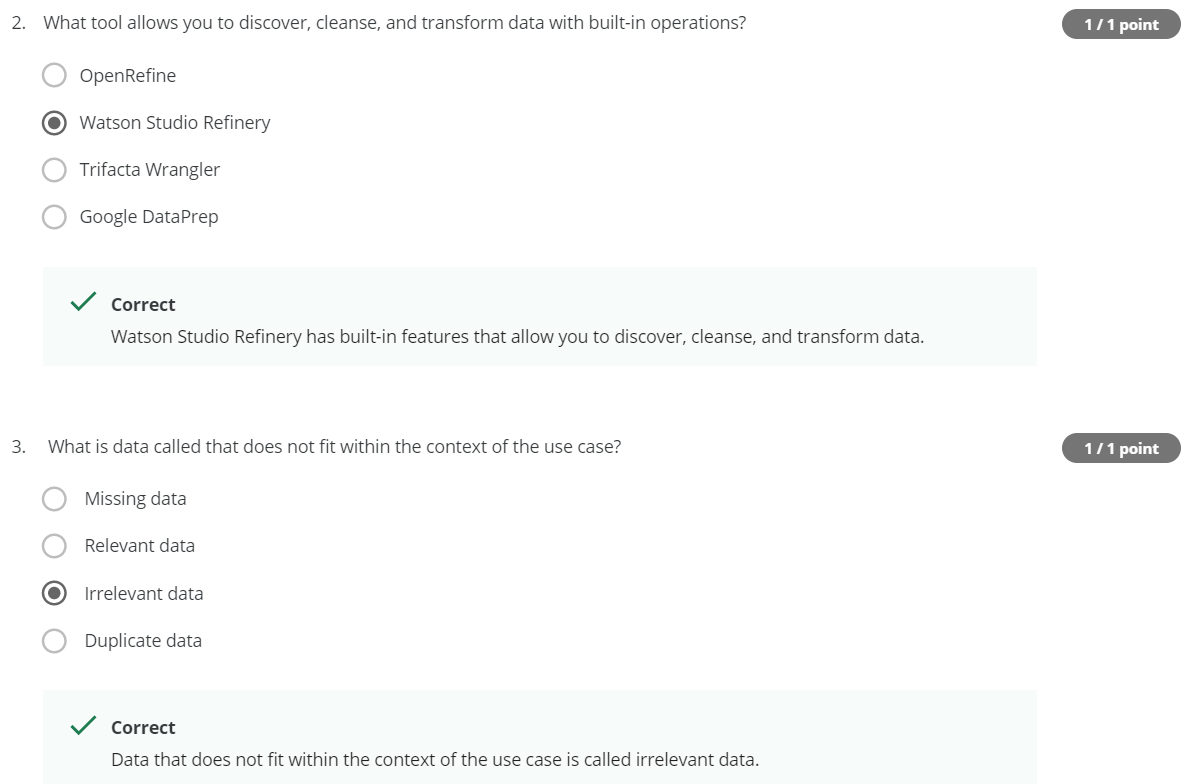 2. What tool allows you to discover, cleanse, and transform data with built-in operations?
1 / 1 point
OpenRefine
Watson Studio Refinery
Trifacta Wrangler
Google DataPrep
Correct
Watson Studio Refinery has built-in features that allow you to discover, cleanse, and transform data.
3. What is data called that does not fit within the context of the use case?
1 / 1 point
Missing data
Relevant data
Irrelevant data
Duplicate data
Correct
Data that does not fit within the context of the use case is called irrelevant data.